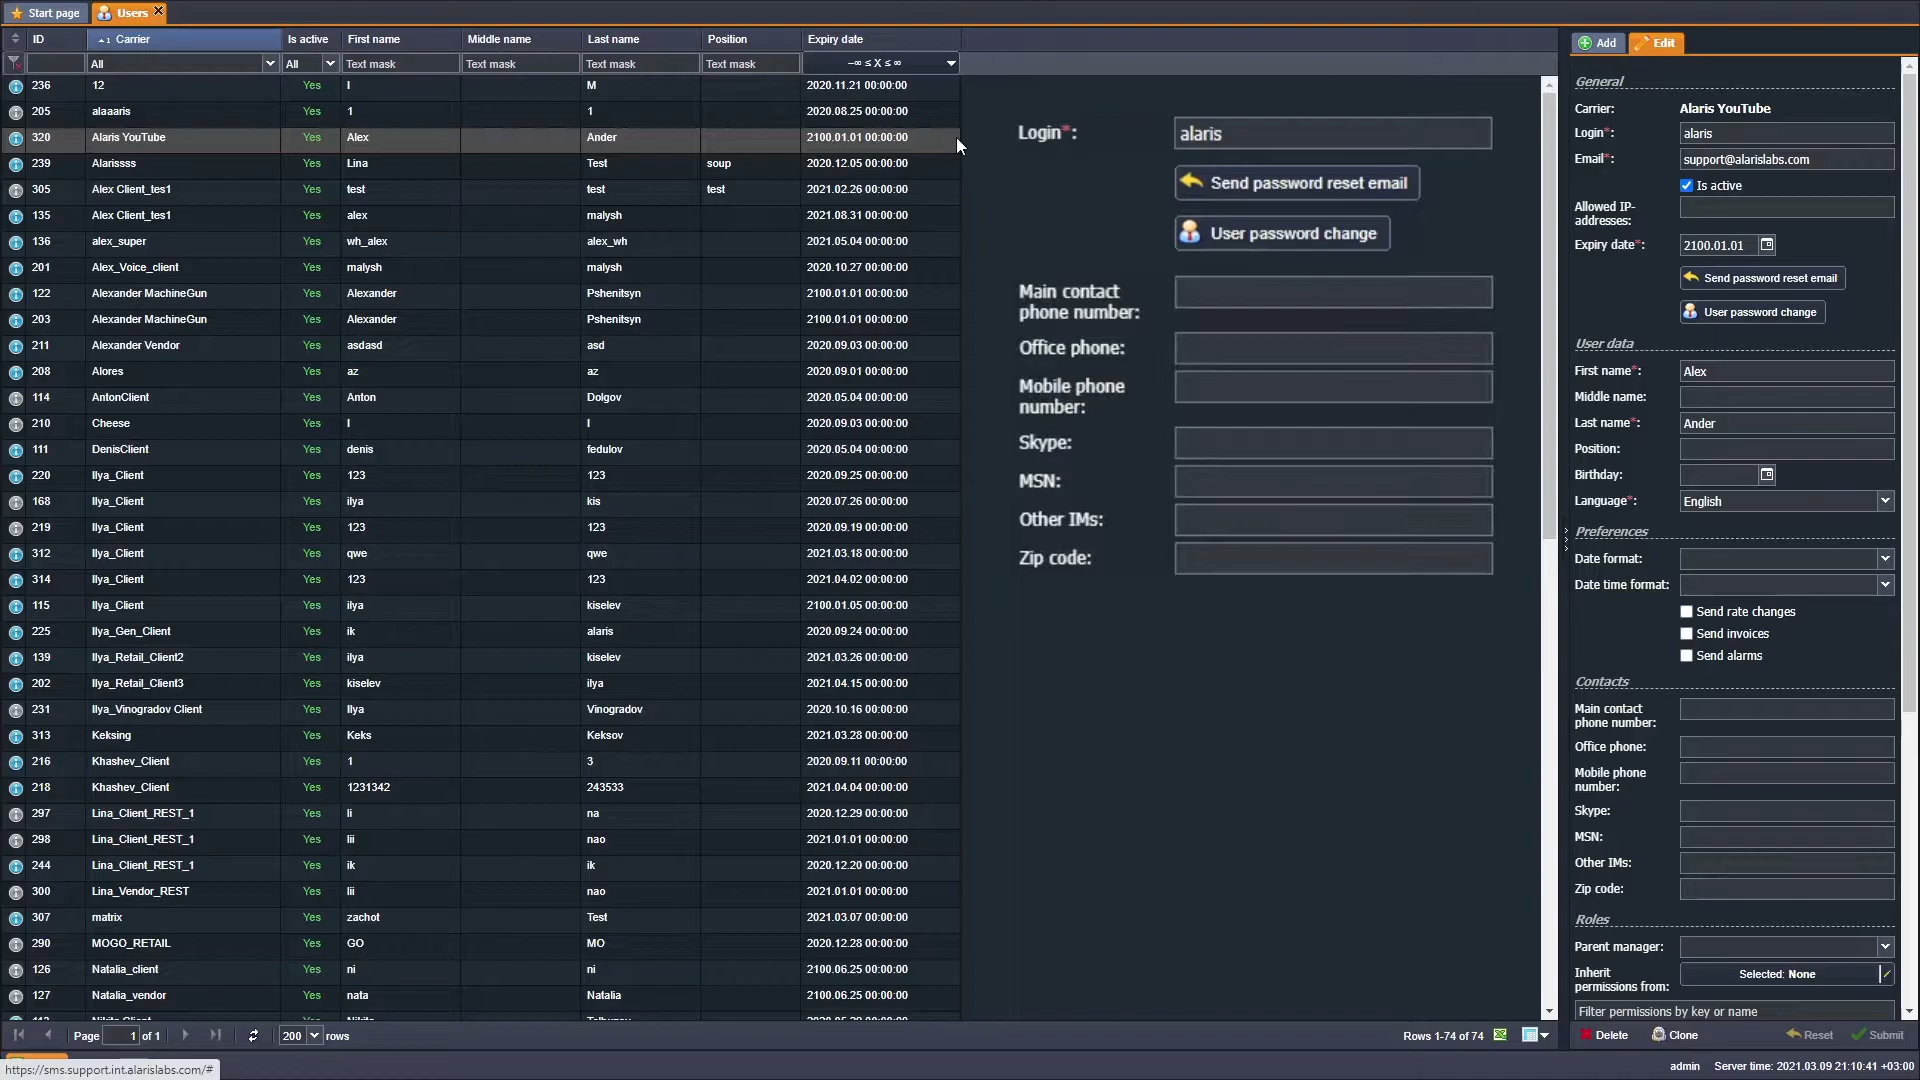 Start page Users
ID 1 Carrier Is active First name Middle name Last name Position Expiry date
All All Text mask Text mask Text mask Text mask -∞ ≤ X ≤ ∞
236 12 Yes I M 2020.11.21 00:00:00
205 alaaaris Yes 1 1 2020.08.25 00:00:00
320 Alaris YouTube Yes Alex Ander 2100.01.01 00:00:00
239 Alarissss Yes Lina Test soup 2020.12.05 00:00:00
305 Alex Client_tes1 Yes test test test 2021.02.26 00:00:00
135 Alex Client_tes1 Yes alex malysh 2021.08.31 00:00:00
136 alex_super Yes wh_alex alex_wh 2021.05.04 00:00:00
201 Alex_Voice_client Yes malysh malysh 2020.10.27 00:00:00
122 Alexander MachineGun Yes Alexander Pshenitsyn 2100.01.01 00:00:00
203 Alexander MachineGun Yes Alexander Pshenitsyn 2100.01.01 00:00:00
211 Alexander Vendor Yes asdasd asd 2020.09.03 00:00:00
208 Alores Yes az az 2020.09.01 00:00:00
114 AntonClient Yes Anton Dolgov 2020.05.04 00:00:00
210 Cheese Yes I I 2020.09.03 00:00:00
111 DenisClient Yes denis fedulov 2020.05.04 00:00:00
220 Ilya_Client Yes 123 123 2020.09.25 00:00:00
168 Ilya_Client Yes ilya kis 2020.07.26 00:00:00
219 Ilya_Client Yes 123 123 2020.09.19 00:00:00
312 Ilya_Client Yes qwe qwe 2021.03.18 00:00:00
314 Ilya_Client Yes 123 123 2021.04.02 00:00:00
115 Ilya_Client Yes ilya kiselev 2100.01.05 00:00:00
225 Ilya_Gen_Client Yes ik alaris 2020.09.24 00:00:00
139 Ilya_Retail_Client2 Yes ilya kiselev 2021.03.26 00:00:00
202 Ilya_Retail_Client3 Yes kiselev ilya 2021.04.15 00:00:00
231 Ilya_Vinogradov Client Yes Ilya Vinogradov 2020.10.16 00:00:00
313 Keksing Yes Keks Keksov 2021.03.28 00:00:00
216 Khashev_Client Yes 1 3 2020.09.11 00:00:00
218 Khashev_Client Yes 1231342 243533 2021.04.04 00:00:00
297 Lina_Client_REST_1 Yes li na 2020.12.29 00:00:00
298 Lina_Client_REST_1 Yes lii nao 2021.01.01 00:00:00
244 Lina_Client_REST_1 Yes ik ik 2020.12.20 00:00:00
300 Lina_Vendor_REST Yes lii nao 2021.01.01 00:00:00
307 matrix Yes zachot Test 2021.03.07 00:00:00
290 MOGO_RETAIL Yes GO MO 2020.12.28 00:00:00
126 Natalia_client Yes ni ni 2100.06.25 00:00:00
127 Natalia_vendor Yes nata Natalia 2100.06.25 00:00:00
Page 1 of 1 200 rows Rows 1-74 of 74
https://sms.support.int.alarislabs.com/#
Login*: alaris
Send password reset email
User password change
Main contact
phone number:
Office phone:
Mobile phone
number:
Skype:
MSN:
Other IMs:
Zip code:
Add Edit
General
Carrier: Alaris YouTube
Login*: alaris
Email*: support@alarislabs.com
Is active
Allowed IP-
addresses:
Expiry date*: 2100.01.01
Send password reset email
User password change
User data
First name*: Alex
Middle name:
Last name*: Ander
Position:
Birthday:
Language*: English
Preferences
Date format:
Date time format:
Send rate changes
Send invoices
Send alarms
Contacts
Main contact
phone number:
Office phone:
Mobile phone
number:
Skype:
MSN:
Other IMs:
Zip code:
Roles
Parent manager:
Inherit
permissions from: Selected: None
Filter permissions by key or name
Delete Clone Reset Submit
admin Server time: 2021.03.09 21:10:41 +03:00